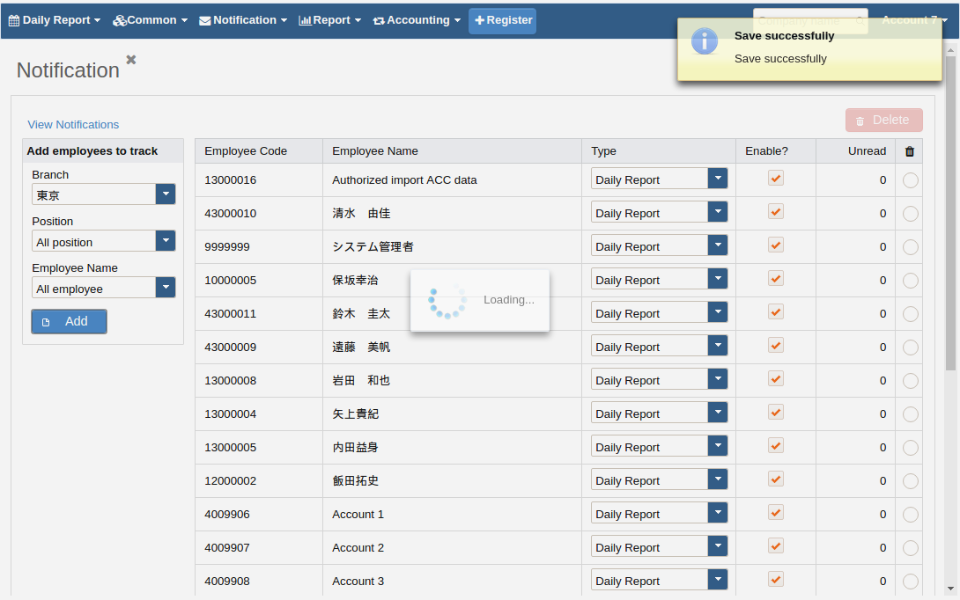 Daily Report Common Notification Report Accounting Register Account 7
Save successfully
Save successfully
Notification
View Notifications
Delete
Add employees to track
Branch
東京
Position
All position
Employee Name
All employee
Add
Employee Code Employee Name Type Enable? Unread
13000016 Authorized import ACC data Daily Report 0
43000010 清水　由佳 Daily Report 0
9999999 システム管理者 Daily Report 0
10000005 保坂幸治 Daily Report 0
43000011 鈴木　圭太 Daily Report 0
43000009 遠藤　美帆 Daily Report 0
13000008 岩田　和也 Daily Report 0
13000004 矢上貴紀 Daily Report 0
13000005 内田益身 Daily Report 0
12000002 飯田拓史 Daily Report 0
4009906 Account 1 Daily Report 0
4009907 Account 2 Daily Report 0
4009908 Account 3 Daily Report 0
Loading...